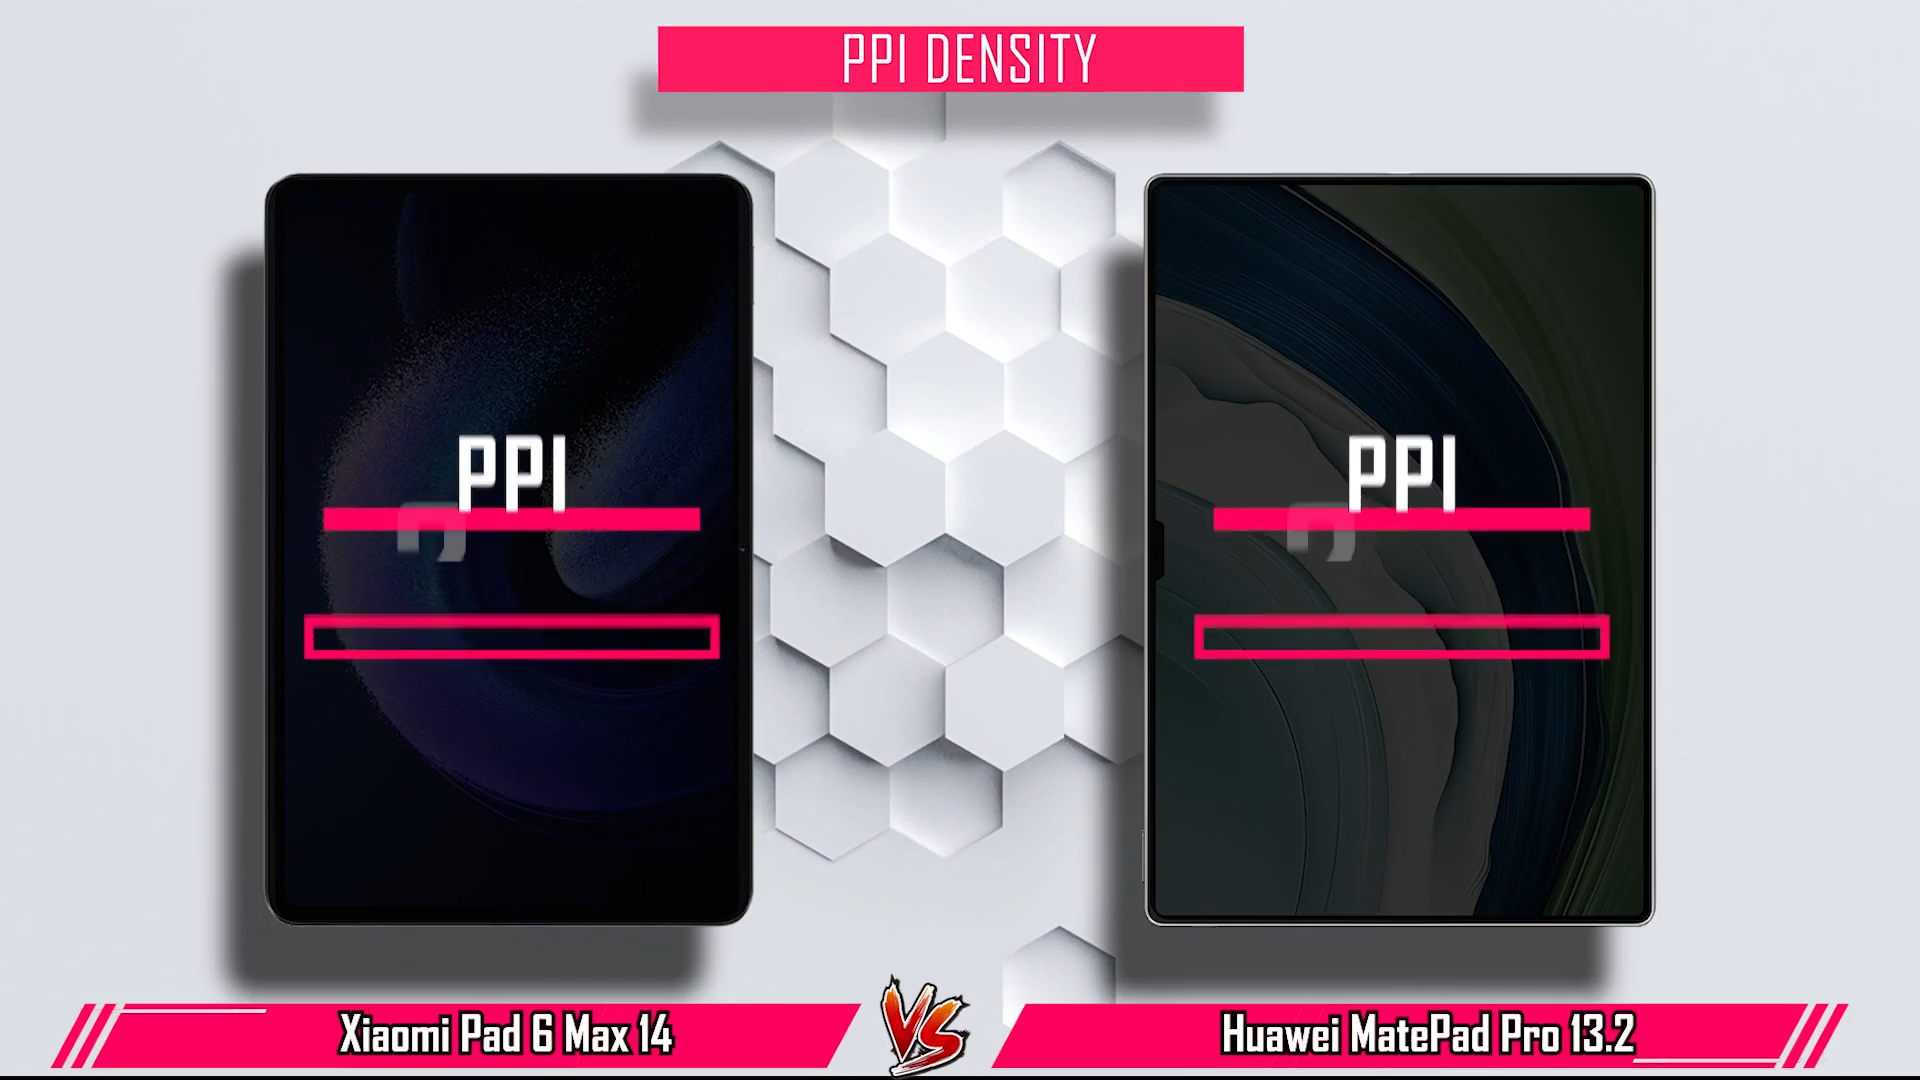 PPI DENSITY
PPI
PPI
Xiaomi Pad 6 Max 14
VS
Huawei MatePad Pro 13.2